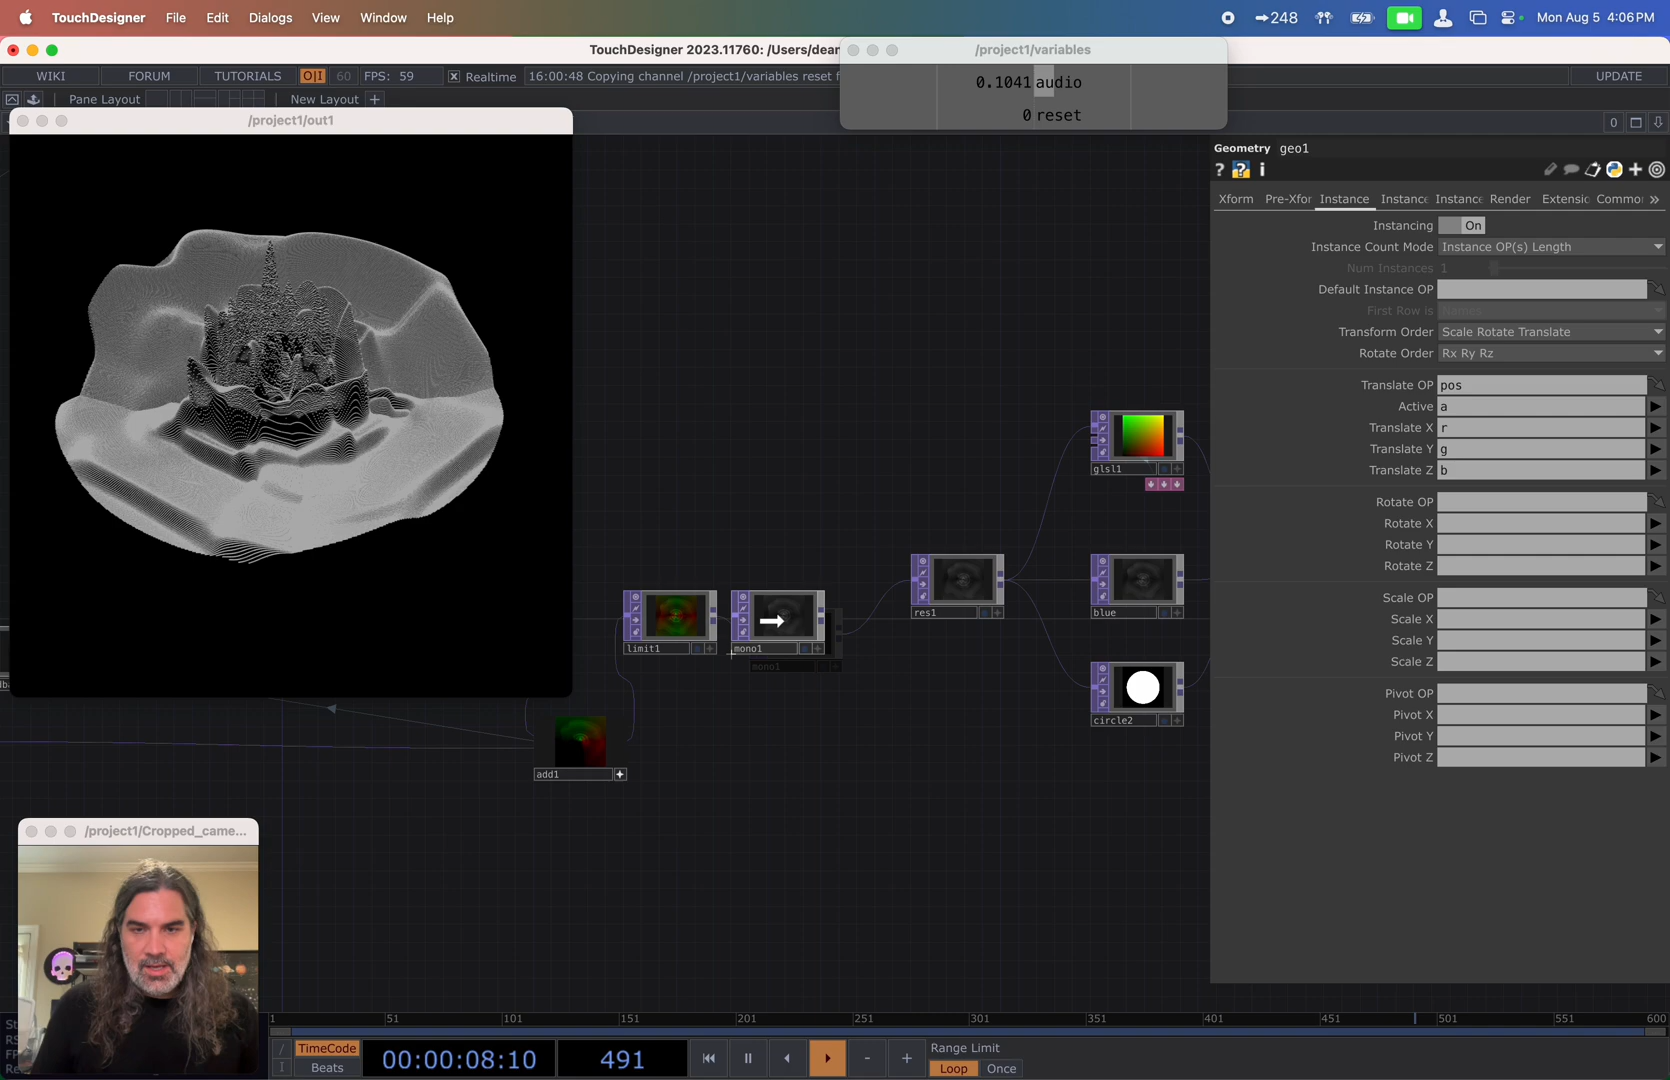 TouchDesigner File Edit Dialogs View Window Help
248 Mon Aug 5 4:06 PM
TouchDesigner 2023.11760: /Users/dear
/project1/variables
WIKI FORUM TUTORIALS O|I 60 FPS: 59 Realtime 16:00:48 Copying channel /project1/variables reset f UPDATE
0.1041 audio
0 reset
Pane Layout New Layout +
/project1/out1
0
Geometry geo1
Xform Pre-Xfor Instance Instanc Instanc Render Extensio Commo
Instancing On
Instance Count Mode Instance OP(s) Length
Num Instances 1
Default Instance OP
First Row is Names
Transform Order Scale Rotate Translate
Rotate Order Rx Ry Rz
Translate OP pos
Active a
Translate X r
Translate Y g
Translate Z b
Rotate OP
Rotate X
Rotate Y
Rotate Z
Scale OP
Scale X
Scale Y
Scale Z
Pivot OP
Pivot X
Pivot Y
Pivot Z
glsl1
res1
blue
limit1
mono1
mono1
circle2
add1
/project1/Cropped_came...
1 51 101 151 201 251 301 351 401 451 501 551 600
TimeCode
Beats
00:00:08:10
491
Range Limit
Loop Once